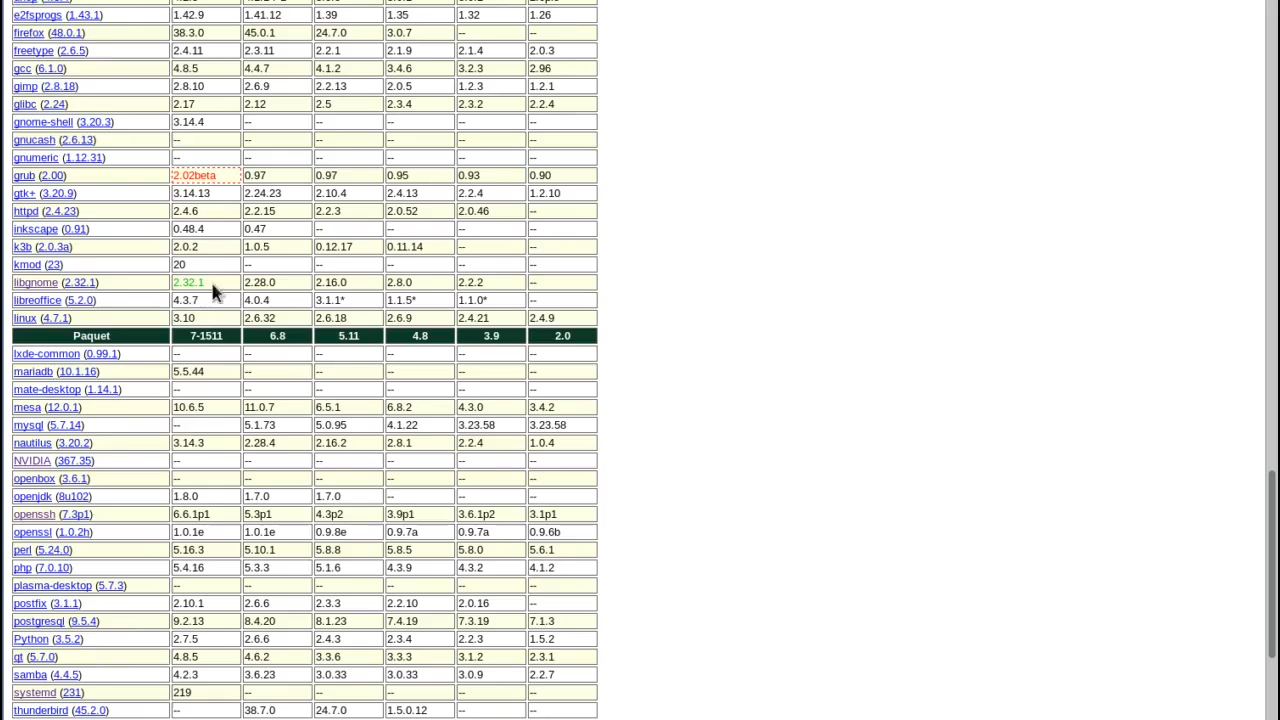 e2fsprogs (1.43.1) 1.42.9 1.41.12 1.39 1.35 1.32 1.26
firefox (48.0.1) 38.3.0 45.0.1 24.7.0 3.0.7 -- --
freetype (2.6.5) 2.4.11 2.3.11 2.2.1 2.1.9 2.1.4 2.0.3
gcc (6.1.0) 4.8.5 4.4.7 4.1.2 3.4.6 3.2.3 2.96
gimp (2.8.18) 2.8.10 2.6.9 2.2.13 2.0.5 1.2.3 1.2.1
glibc (2.24) 2.17 2.12 2.5 2.3.4 2.3.2 2.2.4
gnome-shell (3.20.3) 3.14.4 -- -- -- -- --
gnucash (2.6.13) -- -- -- -- -- --
gnumeric (1.12.31) -- -- -- -- -- --
grub (2.00) 2.02beta 0.97 0.97 0.95 0.93 0.90
gtk+ (3.20.9) 3.14.13 2.24.23 2.10.4 2.4.13 2.2.4 1.2.10
httpd (2.4.23) 2.4.6 2.2.15 2.2.3 2.0.52 2.0.46 --
inkscape (0.91) 0.48.4 0.47 -- -- -- --
k3b (2.0.3a) 2.0.2 1.0.5 0.12.17 0.11.14 -- --
kmod (23) 20 -- -- -- -- --
libgnome (2.32.1) 2.32.1 2.28.0 2.16.0 2.8.0 2.2.2 --
libreoffice (5.2.0) 4.3.7 4.0.4 3.1.1* 1.1.5* 1.1.0* --
linux (4.7.1) 3.10 2.6.32 2.6.18 2.6.9 2.4.21 2.4.9
Paquet 7-1511 6.8 5.11 4.8 3.9 2.0
lxde-common (0.99.1) -- -- -- -- -- --
mariadb (10.1.16) 5.5.44 -- -- -- -- --
mate-desktop (1.14.1) -- -- -- -- -- --
mesa (12.0.1) 10.6.5 11.0.7 6.5.1 6.8.2 4.3.0 3.4.2
mysql (5.7.14) -- 5.1.73 5.0.95 4.1.22 3.23.58 3.23.58
nautilus (3.20.2) 3.14.3 2.28.4 2.16.2 2.8.1 2.2.4 1.0.4
NVIDIA (367.35) -- -- -- -- -- --
openbox (3.6.1) -- -- -- -- -- --
openjdk (8u102) 1.8.0 1.7.0 1.7.0 -- -- --
openssh (7.3p1) 6.6.1p1 5.3p1 4.3p2 3.9p1 3.6.1p2 3.1p1
openssl (1.0.2h) 1.0.1e 1.0.1e 0.9.8e 0.9.7a 0.9.7a 0.9.6b
perl (5.24.0) 5.16.3 5.10.1 5.8.8 5.8.5 5.8.0 5.6.1
php (7.0.10) 5.4.16 5.3.3 5.1.6 4.3.9 4.3.2 4.1.2
plasma-desktop (5.7.3) -- -- -- -- -- --
postfix (3.1.1) 2.10.1 2.6.6 2.3.3 2.2.10 2.0.16 --
postgresql (9.5.4) 9.2.13 8.4.20 8.1.23 7.4.19 7.3.19 7.1.3
Python (3.5.2) 2.7.5 2.6.6 2.4.3 2.3.4 2.2.3 1.5.2
qt (5.7.0) 4.8.5 4.6.2 3.3.6 3.3.3 3.1.2 2.3.1
samba (4.4.5) 4.2.3 3.6.23 3.0.33 3.0.33 3.0.9 2.2.7
systemd (231) 219 -- -- -- -- --
thunderbird (45.2.0) -- 38.7.0 24.7.0 1.5.0.12 -- --